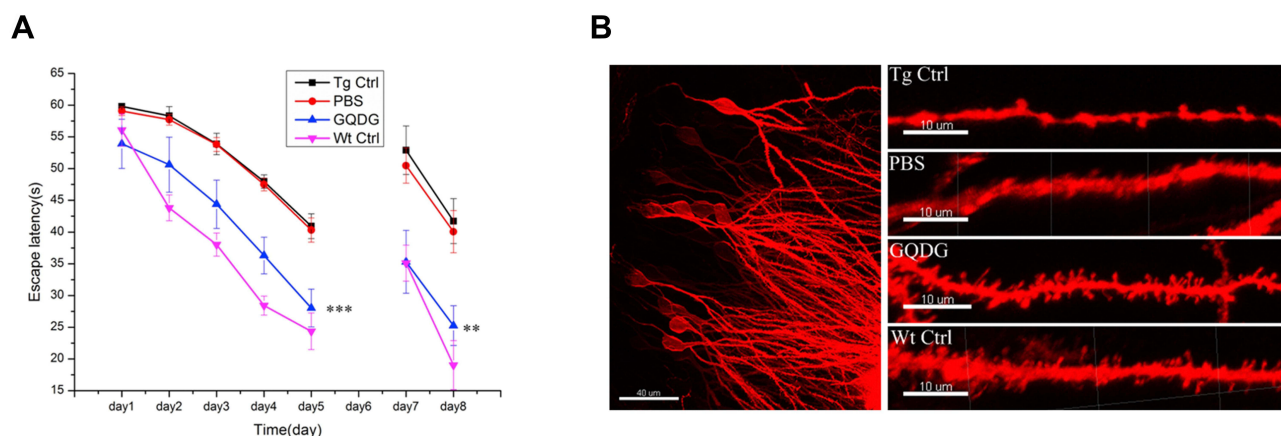 A
B
65
60
55
50
45
40
35
30
25
20
15
Escape latency(s)
Tg Ctrl
PBS
GQDG
Wt Ctrl
***
**
day1 day2 day3 day4 day5 day6 day7 day8
Time(day)
40 um
Tg Ctrl
10 um
PBS
10 um
GQDG
10 um
Wt Ctrl
10 um